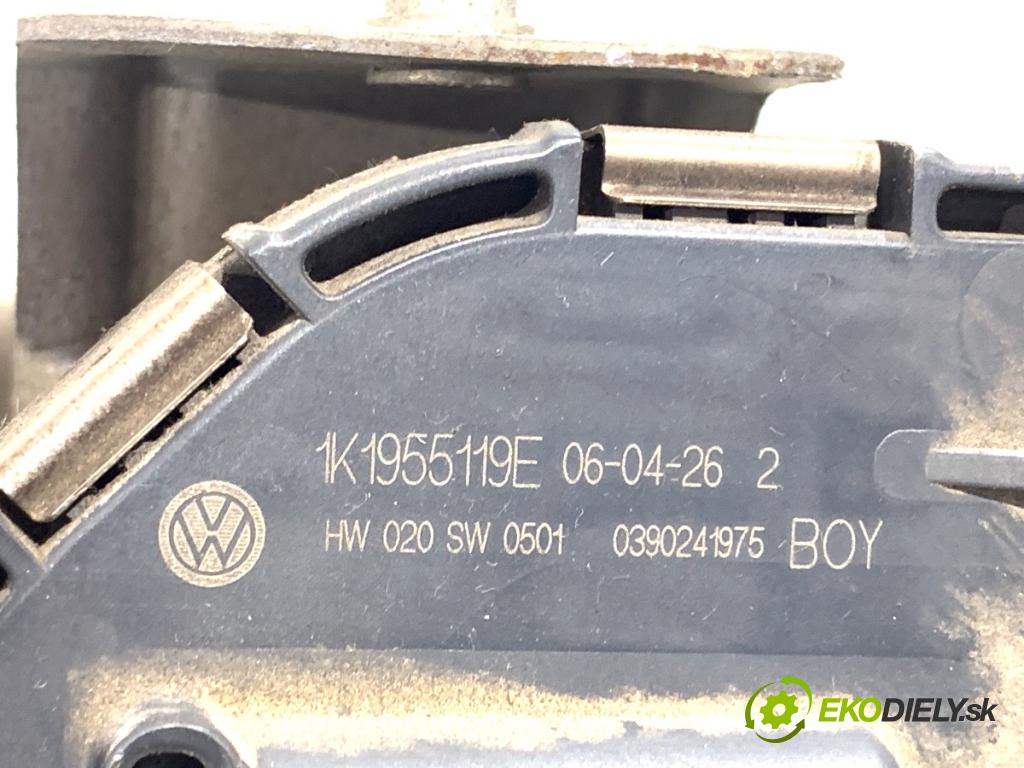 1K1955119E 06-04-26 2
HW 020 SW 0501 0390241975 BOY
EKODIELY.sk